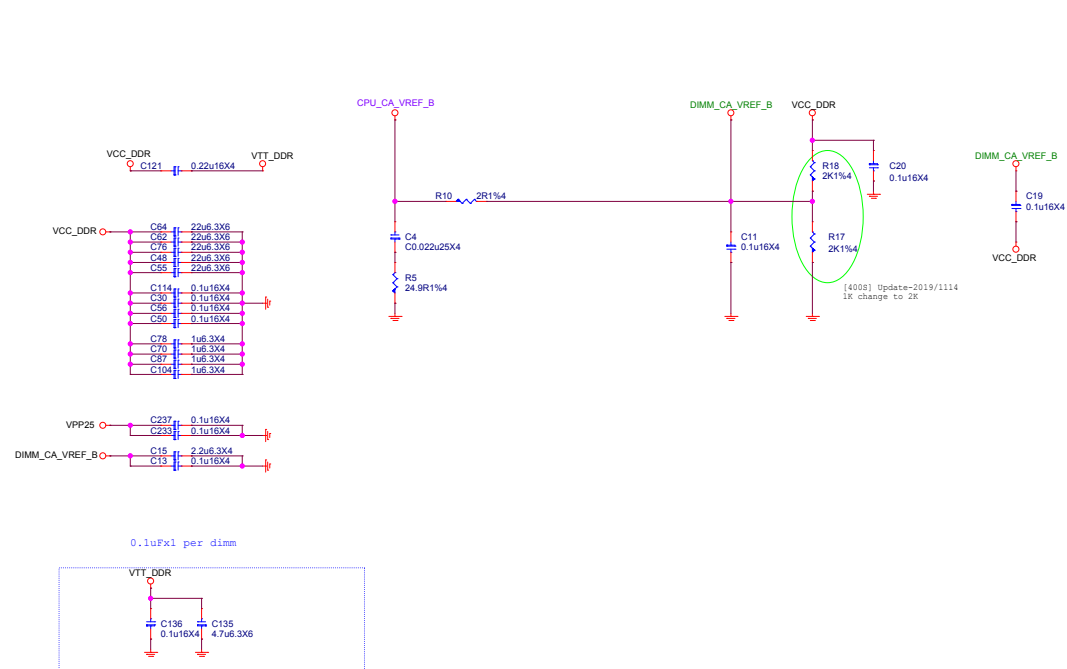 CPU_CA_VREF_B
DIMM_CA_VREF_B
VCC_DDR
VCC_DDR
C121
0.22u16X4
VTT_DDR
R10
2R1%4
R18
2K1%4
C20
0.1u16X4
DIMM_CA_VREF_B
C19
0.1u16X4
VCC_DDR
C4
C0.022u25X4
C11
0.1u16X4
R17
2K1%4
R5
24.9R1%4
[400S] Update-2019/1114
1K change to 2K
VCC_DDR
C64 22u6.3X6
C62 22u6.3X6
C76 22u6.3X6
C48 22u6.3X6
C55 22u6.3X6
C114 0.1u16X4
C30 0.1u16X4
C56 0.1u16X4
C50 0.1u16X4
C78 1u6.3X4
C70 1u6.3X4
C87 1u6.3X4
C104 1u6.3X4
VPP25
C237 0.1u16X4
C233 0.1u16X4
DIMM_CA_VREF_B
C15 2.2u6.3X4
C13 0.1u16X4
0.1uFx1 per dimm
VTT_DDR
C136
0.1u16X4
C135
4.7u6.3X6